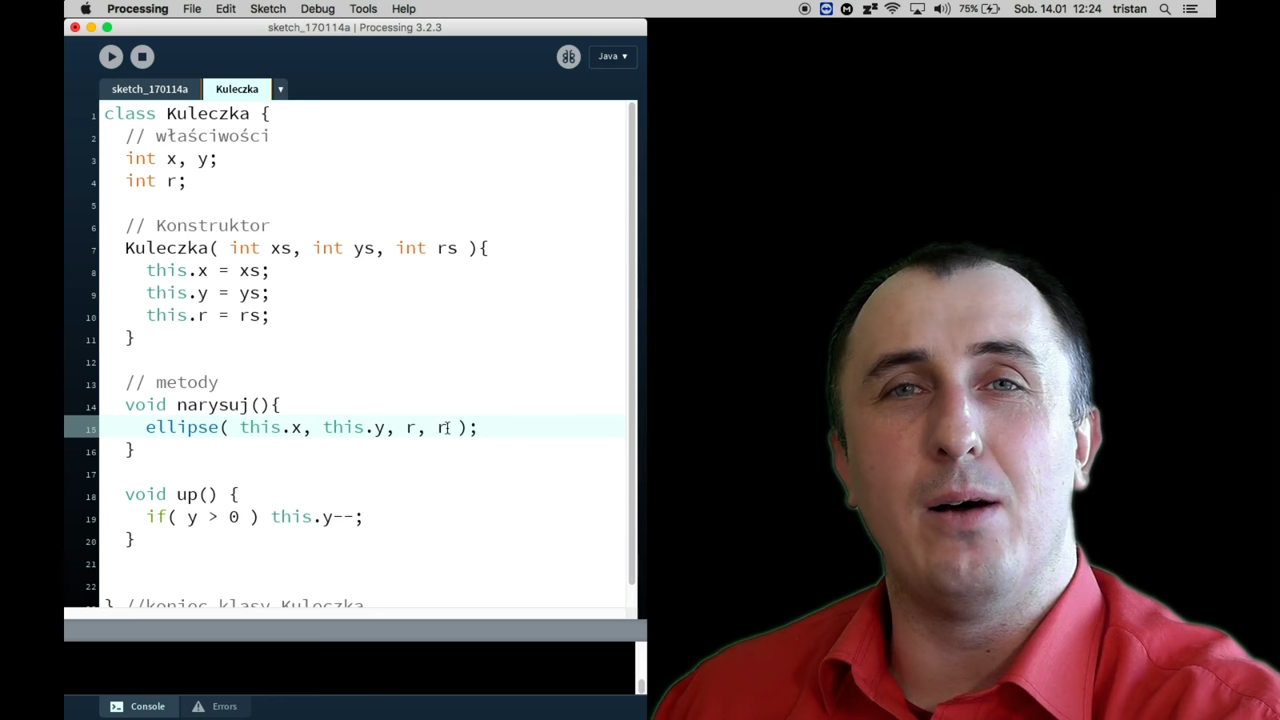 Processing File Edit Sketch Debug Tools Help 75% Sob. 14.01 12:24 tristan
sketch_170114a | Processing 3.2.3
Java ▾
sketch_170114a Kuleczka ▾
1 class Kuleczka {
2 // właściwości
3 int x, y;
4 int r;
5
6 // Konstruktor
7 Kuleczka( int xs, int ys, int rs ){
8 this.x = xs;
9 this.y = ys;
10 this.r = rs;
11 }
12
13 // metody
14 void narysuj(){
15 ellipse( this.x, this.y, r, r );
16 }
17
18 void up() {
19 if( y > 0 ) this.y--;
20 }
21
22
} //koniec klasy Kuleczka
Console Errors